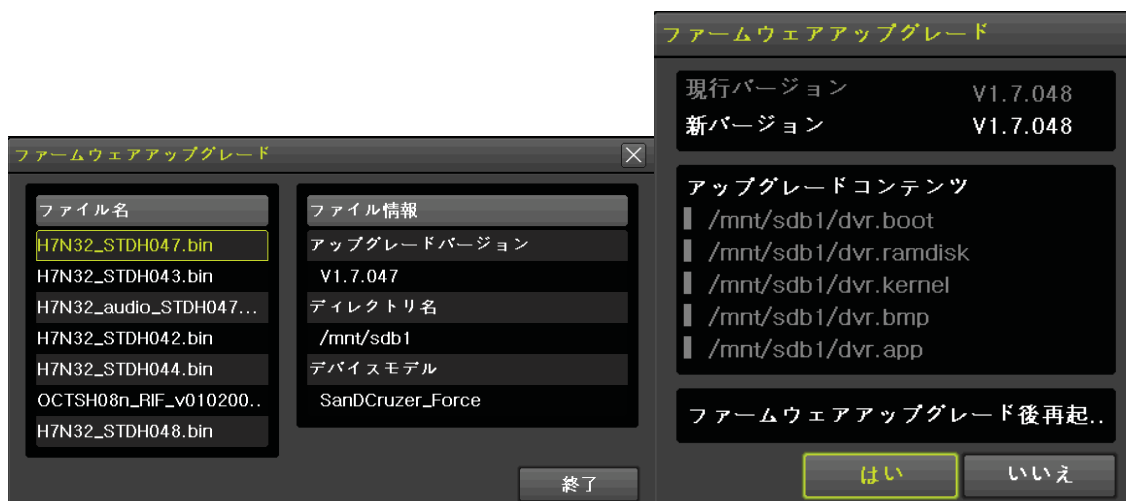 ファームウェアアップグレード
ファイル名
H7N32_STDH047.bin
H7N32_STDH043.bin
H7N32_audio_STDH047...
H7N32_STDH042.bin
H7N32_STDH044.bin
OCTSH08n_RIF_v010200..
H7N32_STDH048.bin
ファイル情報
アップグレードバージョン
V1.7.047
ディレクトリ名
/mnt/sdb1
デバイスモデル
SanDCruzer_Force
終了
ファームウェアアップグレード
現行バージョン V1.7.048
新バージョン V1.7.048
アップグレードコンテンツ
/mnt/sdb1/dvr.boot
/mnt/sdb1/dvr.ramdisk
/mnt/sdb1/dvr.kernel
/mnt/sdb1/dvr.bmp
/mnt/sdb1/dvr.app
ファームウェアアップグレード後再起..
はい いいえ